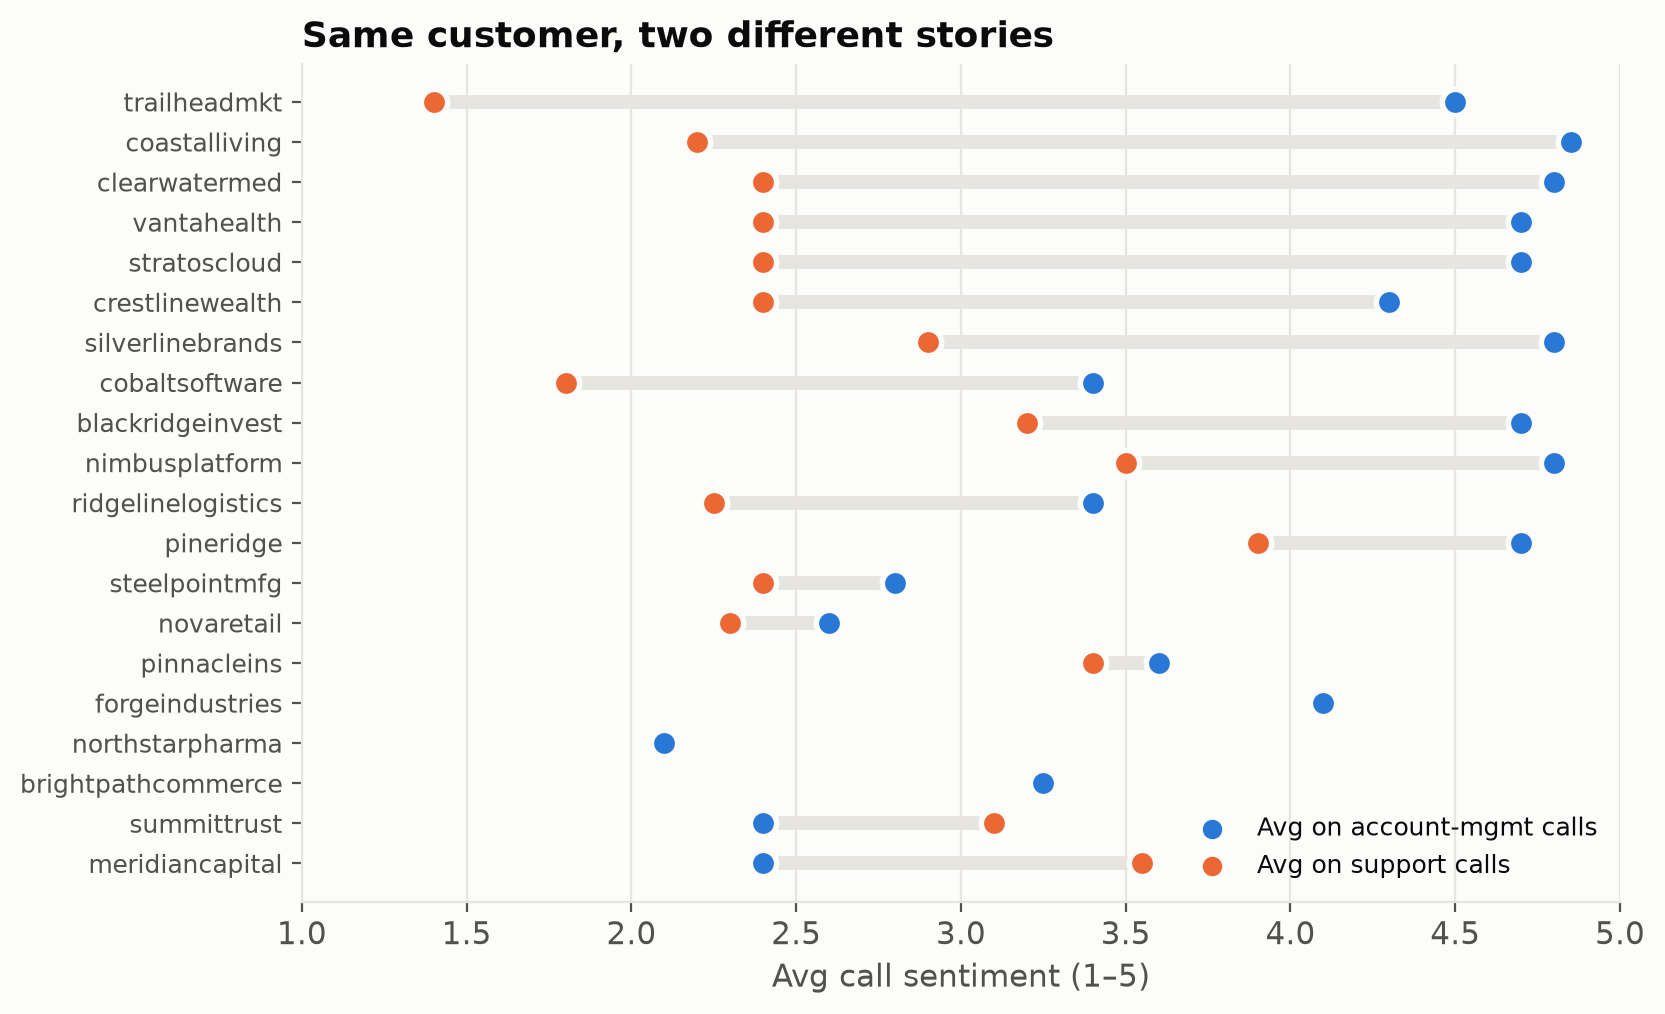 Same customer, two different stories
trailheadmkt
coastalliving
clearwatermed
vantahealth
stratoscloud
crestlinewealth
silverlinebrands
cobaltsoftware
blackridgeinvest
nimbusplatform
ridgelinelogistics
pineridge
steelpointmfg
novaretail
pinnacleins
forgeindustries
northstarpharma
brightpathcommerce
summittrust
meridiancapital
Avg on account-mgmt calls
Avg on support calls
1.0 1.5 2.0 2.5 3.0 3.5 4.0 4.5 5.0
Avg call sentiment (1–5)